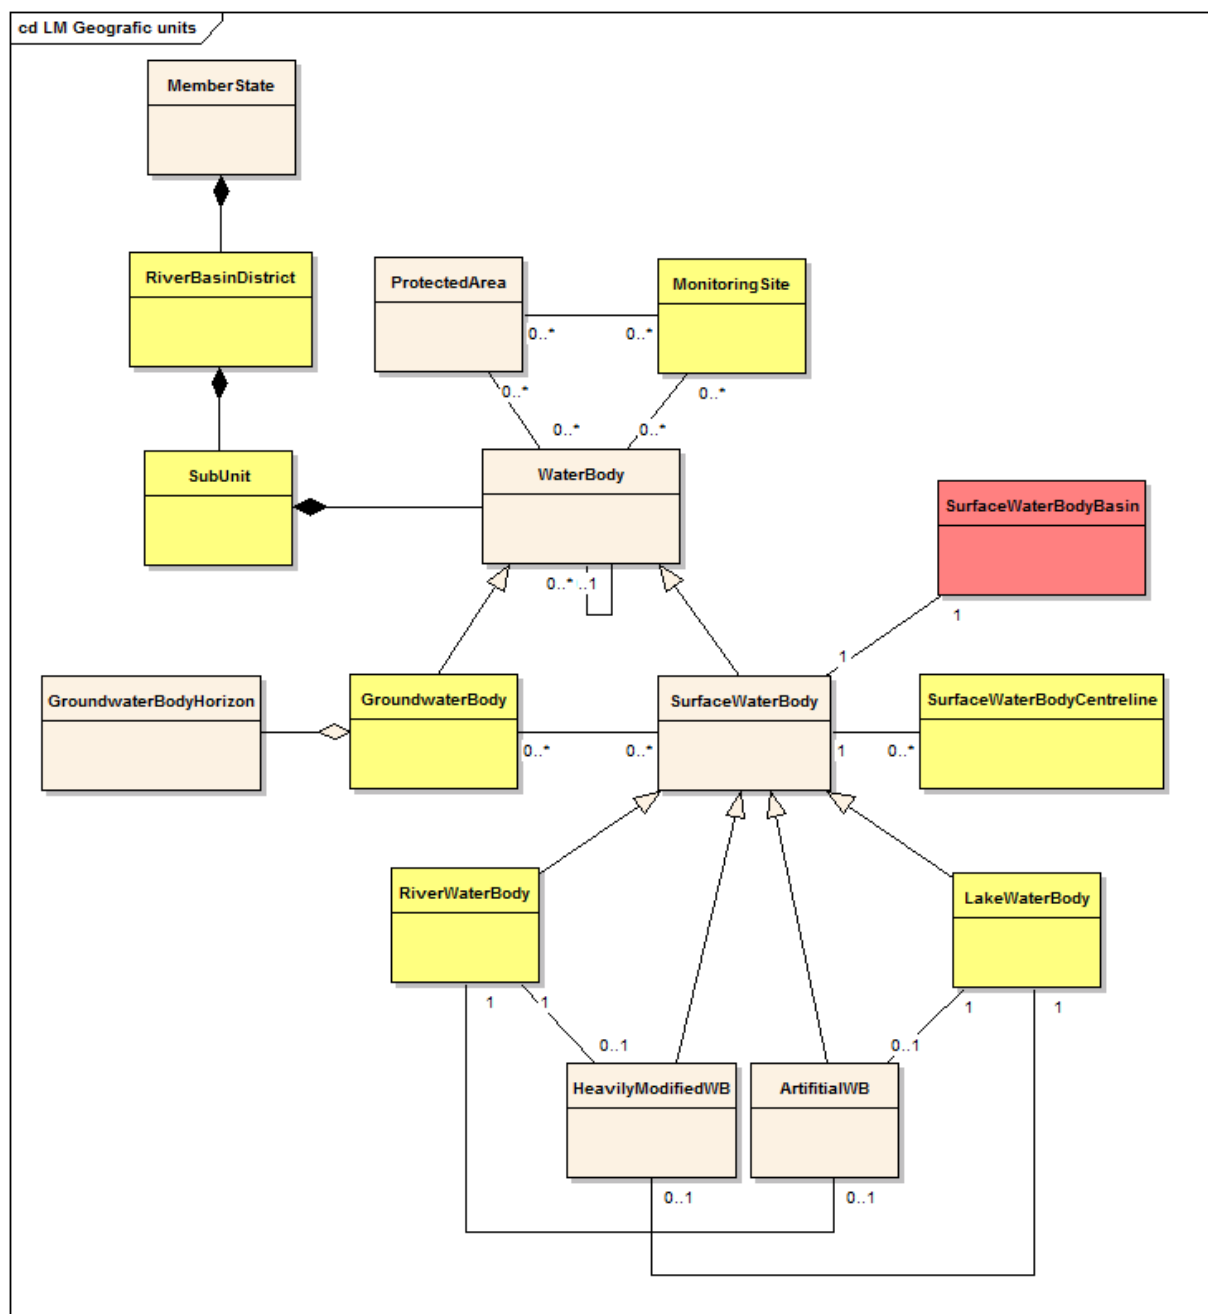 cd LM Geografic units
MemberState
RiverBasinDistrict
ProtectedArea
MonitoringSite
0..*
0..*
0..*
0..*
0..*
0..*
SubUnit
WaterBody
SurfaceWaterBodyBasin
0..*
..1
1
1
GroundwaterBodyHorizon
GroundwaterBody
SurfaceWaterBody
SurfaceWaterBodyCentreline
0..*
0..*
1
0..*
RiverWaterBody
LakeWaterBody
1
1
1
1
0..1
0..1
HeavilyModifiedWB
ArtifitialWB
0..1
0..1